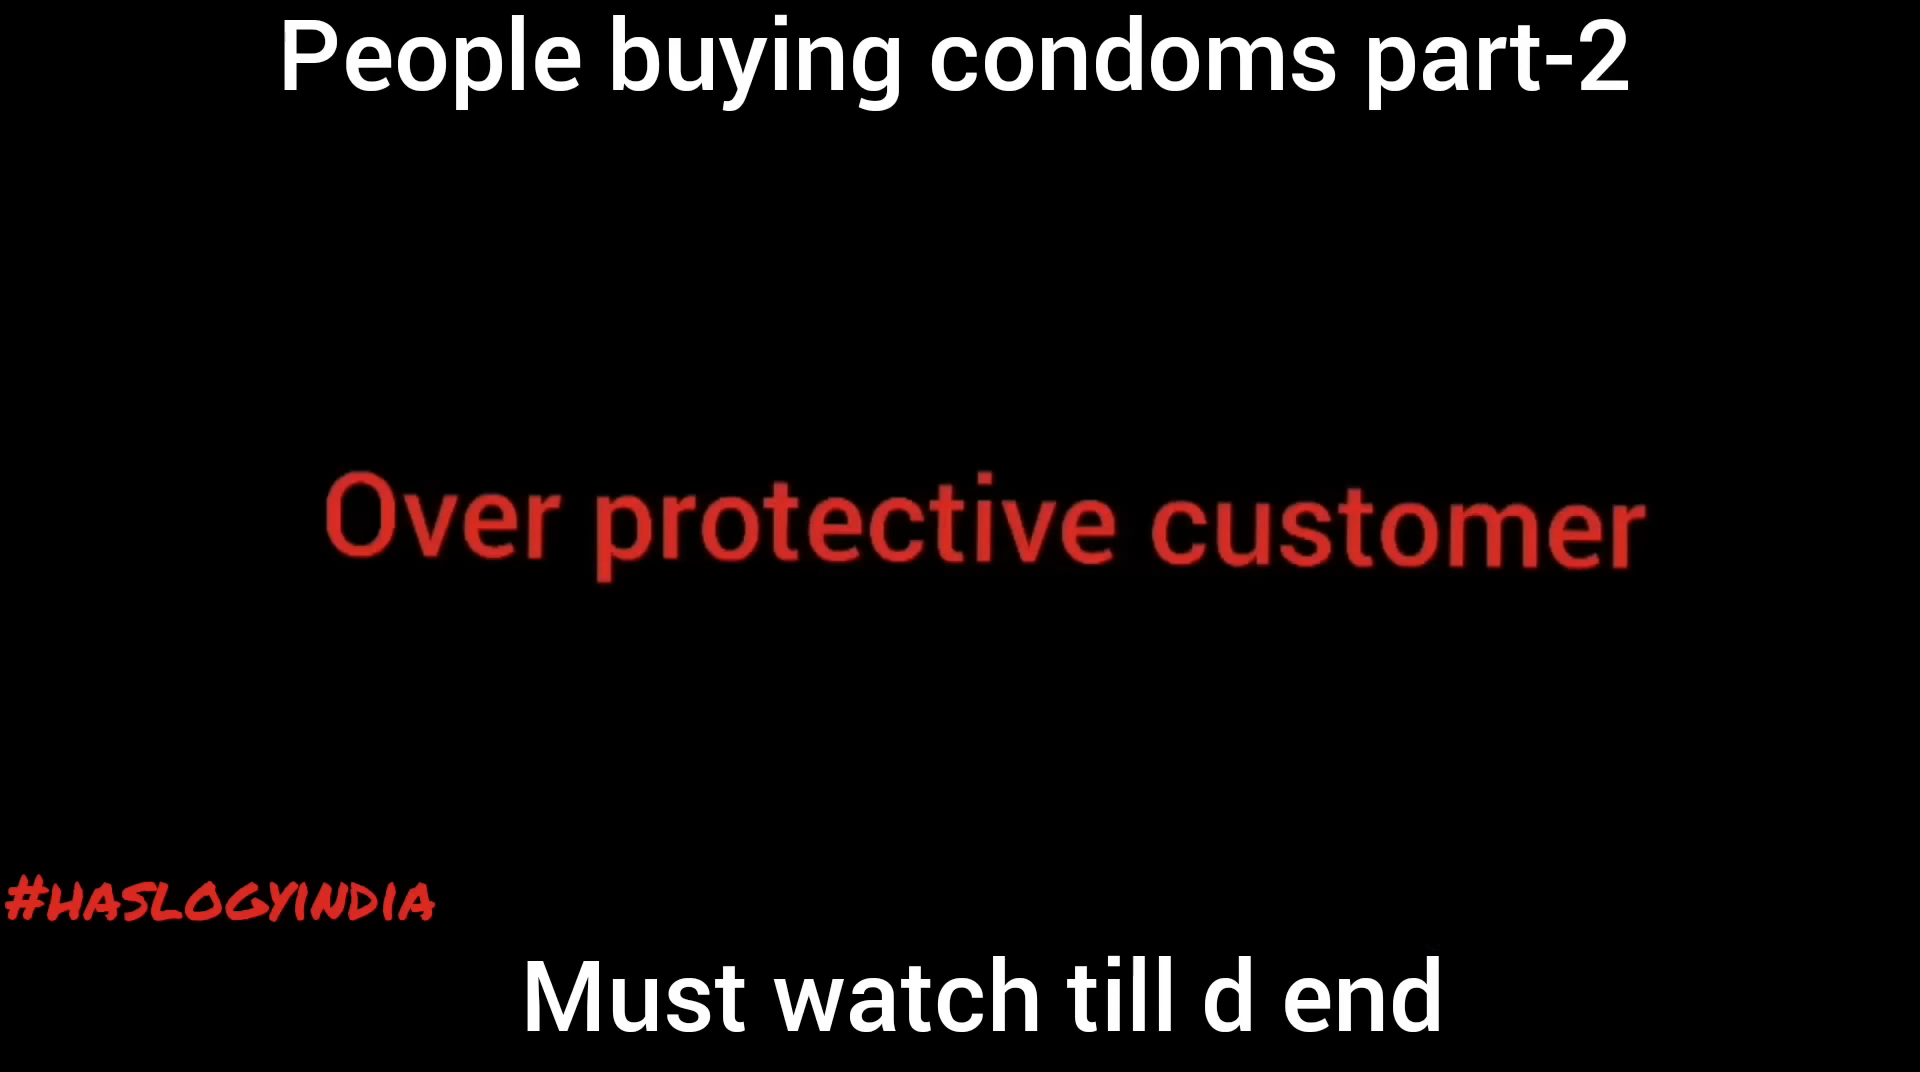 People buying condoms part-2
Over protective customer
#HASLOGYINDIA
Must watch till d end